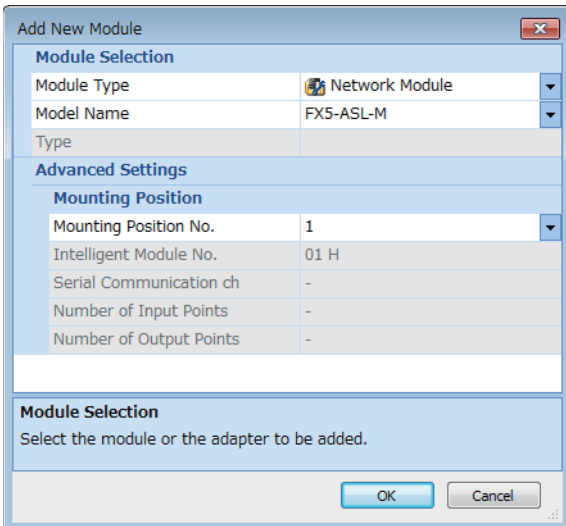 Add New Module
Module Selection
Module Type Network Module
Model Name FX5-ASL-M
Type
Advanced Settings
Mounting Position
Mounting Position No. 1
Intelligent Module No. 01 H
Serial Communication ch -
Number of Input Points -
Number of Output Points -
Module Selection
Select the module or the adapter to be added.
OK Cancel